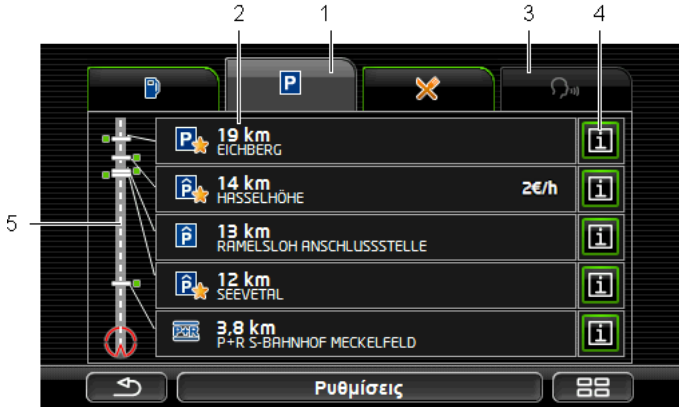 2 1 3 4
P
P 19 km
EICHBERG
P 14 km 2€/h
HASSELHÖHE
P 13 km
RAMELSLOH ANSCHLUSSSTELLE
5
P 12 km
SEEVETAL
P+R 3,8 km
P+R S-BAHNHOF MECKELFELD
Ρυθμίσεις